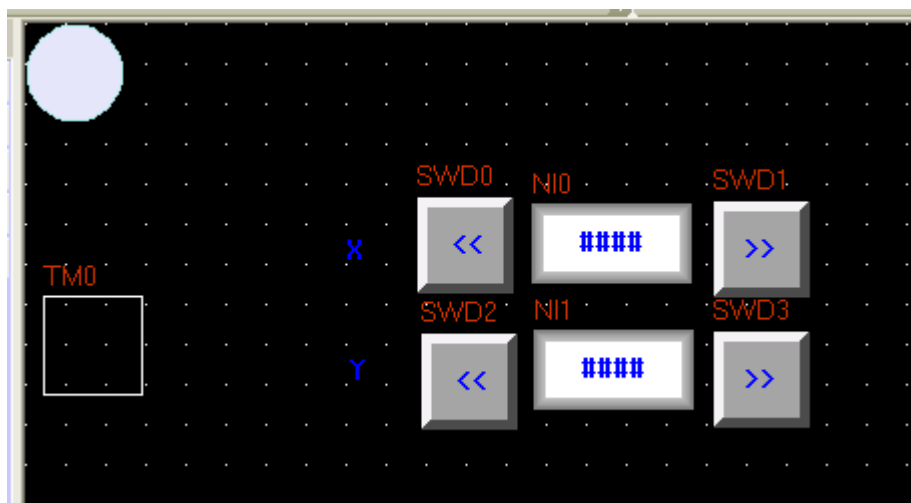 SWD0 NI0 SWD1
X << #### >>
TM0
SWD2 NI1 SWD3
Y << #### >>